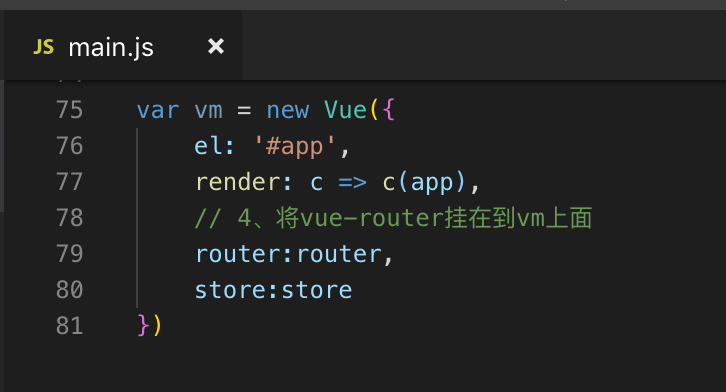 JS main.js ×
75 var vm = new Vue({
76 el: '#app',
77 render: c => c(app),
78 // 4、将vue-router挂在到vm上面
79 router:router,
80 store:store
81 })